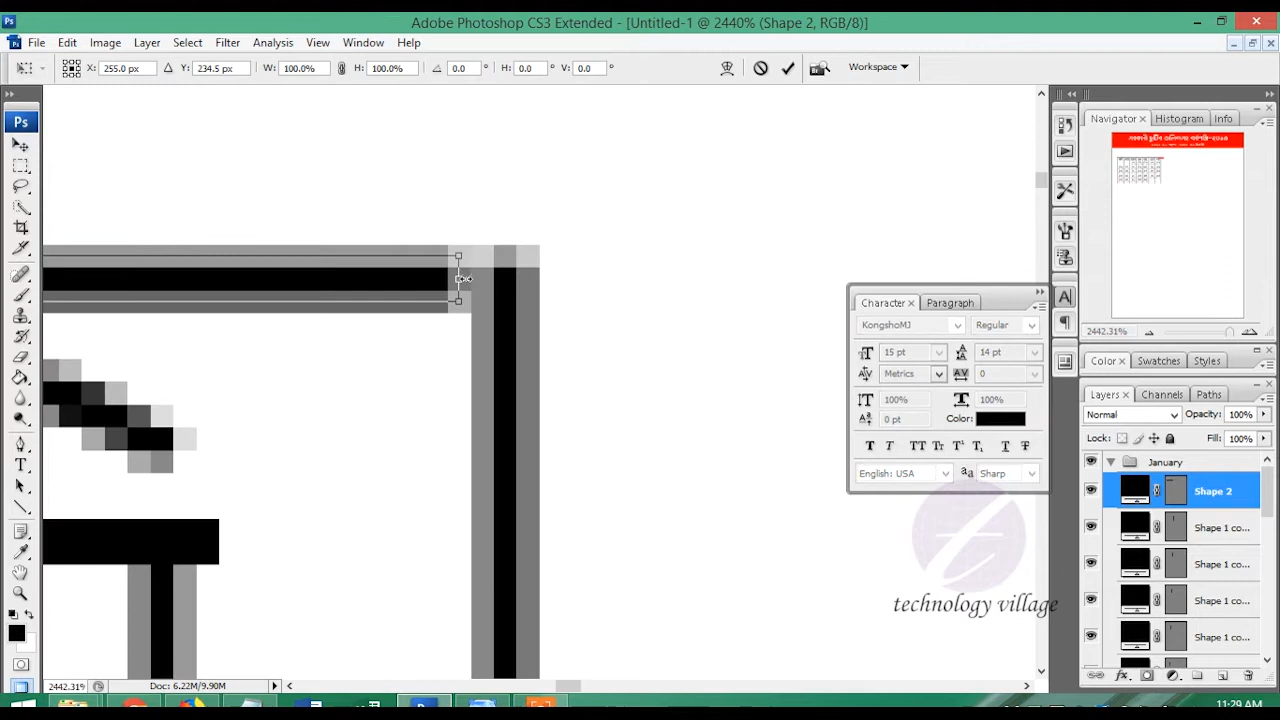 Adobe Photoshop CS3 Extended - [Untitled-1 @ 2440% (Shape 2, RGB/8)]
File Edit Image Layer Select Filter Analysis View Window Help
X: 255.0 px Y: 234.5 px W: 100.0% H: 100.0% 0.0 ° H: 0.0 ° V: 0.0 ° Workspace
Navigator Histogram Info
2442.31%
Character Paragraph
KongshoMJ Regular
15 pt 14 pt
Metrics 0
100% 100%
0 pt Color:
T T TT Tr T¹ T₁ T T
English: USA aa Sharp
Color Swatches Styles
Layers Channels Paths
Normal Opacity: 100%
Lock: Fill: 100%
January
Shape 2
Shape 1 co...
Shape 1 co...
Shape 1 co...
Shape 1 co...
technology village
2442.31% Doc: 6.22M/9.90M
11:29 AM